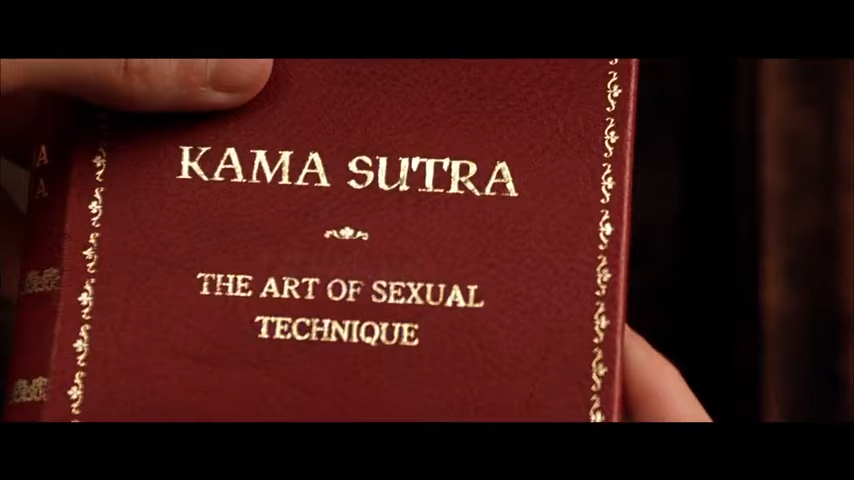 KAMA SUTRA
THE ART OF SEXUAL
TECHNIQUE